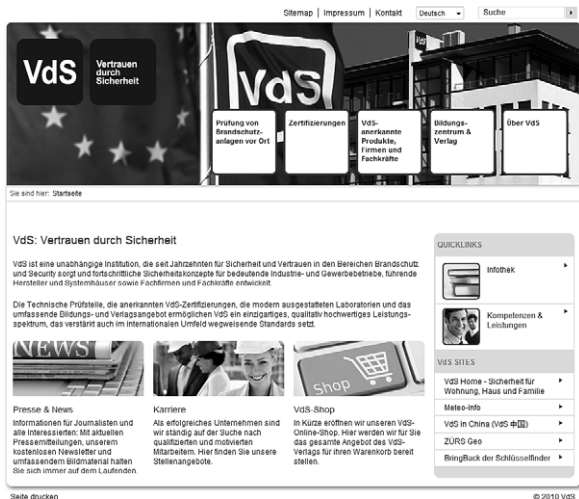 Sitemap | Impressum | Kontakt Deutsch Suche
VdS
Vertrauen
durch
Sicherheit
VdS
VdS
Prüfung von
Brandschutz-
anlagen vor Ort
Zertifizierungen
VdS-
anerkannte
Produkte,
Firmen und
Fachkräfte
Bildungs-
zentrum &
Verlag
Über VdS
Sie sind hier: Startseite
VdS: Vertrauen durch Sicherheit
VdS ist eine unabhängige Institution, die seit Jahrzehnten für Sicherheit und Vertrauen in den Bereichen Brandschutz
und Security sorgt und fortschrittliche Sicherheitskonzepte für bedeutende Industrie- und Gewerbebetriebe, führende
Hersteller und Systemhäuser sowie Fachfirmen und Fachkräfte entwickelt.
Die Technische Prüfstelle, die anerkannten VdS-Zertifizierungen, die modern ausgestatteten Laboratorien und das
umfassende Bildungs- und Verlagsangebot ermöglichen VdS ein einzigartiges, qualitativ hochwertiges Leistungs-
spektrum, das verstärkt auch im internationalen Umfeld wegweisende Standards setzt.
NEWS
Presse & News
Informationen für Journalisten und
alle Interessierten: Mit aktuellen
Pressemitteilungen, unserem
kostenlosen Newsletter und
umfassendem Bildmaterial halten
Sie sich immer auf dem Laufenden.
Karriere
Als erfolgreiches Unternehmen sind
wir ständig auf der Suche nach
qualifizierten und motivierten
Mitarbeitern. Hier finden Sie unsere
Stellenangebote.
Shop
VdS-Shop
In Kürze eröffnen wir unseren VdS-
Online-Shop. Hier werden wir für Sie
das gesamte Angebot des VdS-
Verlags für ihren Warenkorb bereit
stellen.
QUICKLINKS
Infothek
Kompetenzen &
Leistungen
VdS SITES
VdS Home - Sicherheit für
Wohnung, Haus und Familie
Meteo-Info
VdS in China (VdS 中国)
ZÜRS Geo
BringBack der Schlüsselfinder
Seite drucken © 2010 VdS